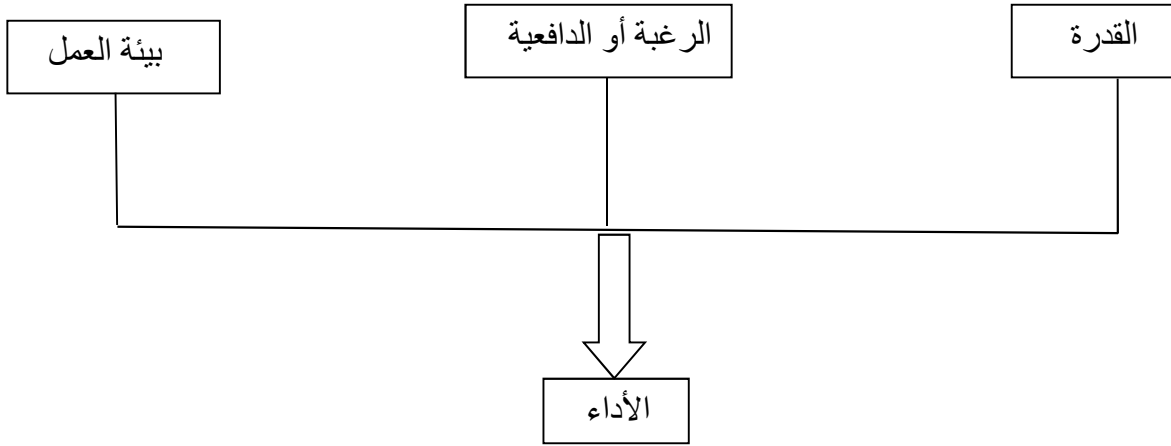 القدرة
الرغبة أو الدافعية
بيئة العمل
الأداء